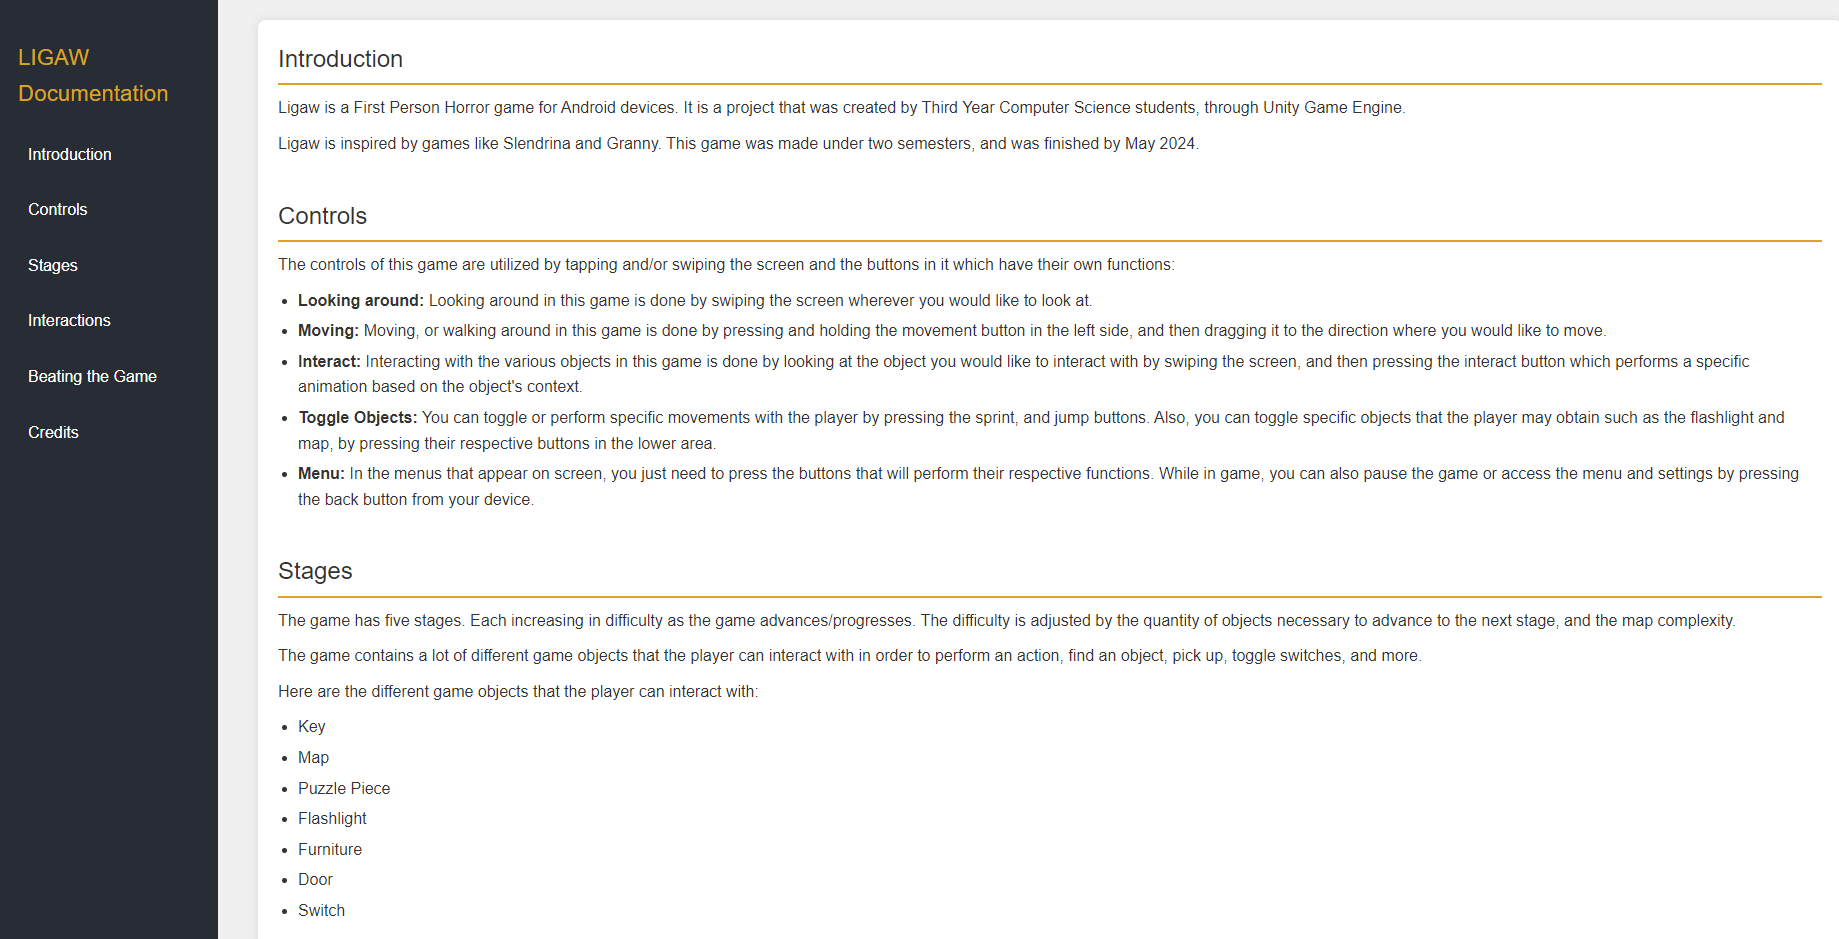 LIGAW
Documentation
Introduction
Controls
Stages
Interactions
Beating the Game
Credits
Introduction
Ligaw is a First Person Horror game for Android devices. It is a project that was created by Third Year Computer Science students, through Unity Game Engine.
Ligaw is inspired by games like Slendrina and Granny. This game was made under two semesters, and was finished by May 2024.
Controls
The controls of this game are utilized by tapping and/or swiping the screen and the buttons in it which have their own functions:
• Looking around: Looking around in this game is done by swiping the screen wherever you would like to look at.
• Moving: Moving, or walking around in this game is done by pressing and holding the movement button in the left side, and then dragging it to the direction where you would like to move.
• Interact: Interacting with the various objects in this game is done by looking at the object you would like to interact with by swiping the screen, and then pressing the interact button which performs a specific
animation based on the object's context.
• Toggle Objects: You can toggle or perform specific movements with the player by pressing the sprint, and jump buttons. Also, you can toggle specific objects that the player may obtain such as the flashlight and
map, by pressing their respective buttons in the lower area.
• Menu: In the menus that appear on screen, you just need to press the buttons that will perform their respective functions. While in game, you can also pause the game or access the menu and settings by pressing
the back button from your device.
Stages
The game has five stages. Each increasing in difficulty as the game advances/progresses. The difficulty is adjusted by the quantity of objects necessary to advance to the next stage, and the map complexity.
The game contains a lot of different game objects that the player can interact with in order to perform an action, find an object, pick up, toggle switches, and more.
Here are the different game objects that the player can interact with:
• Key
• Map
• Puzzle Piece
• Flashlight
• Furniture
• Door
• Switch